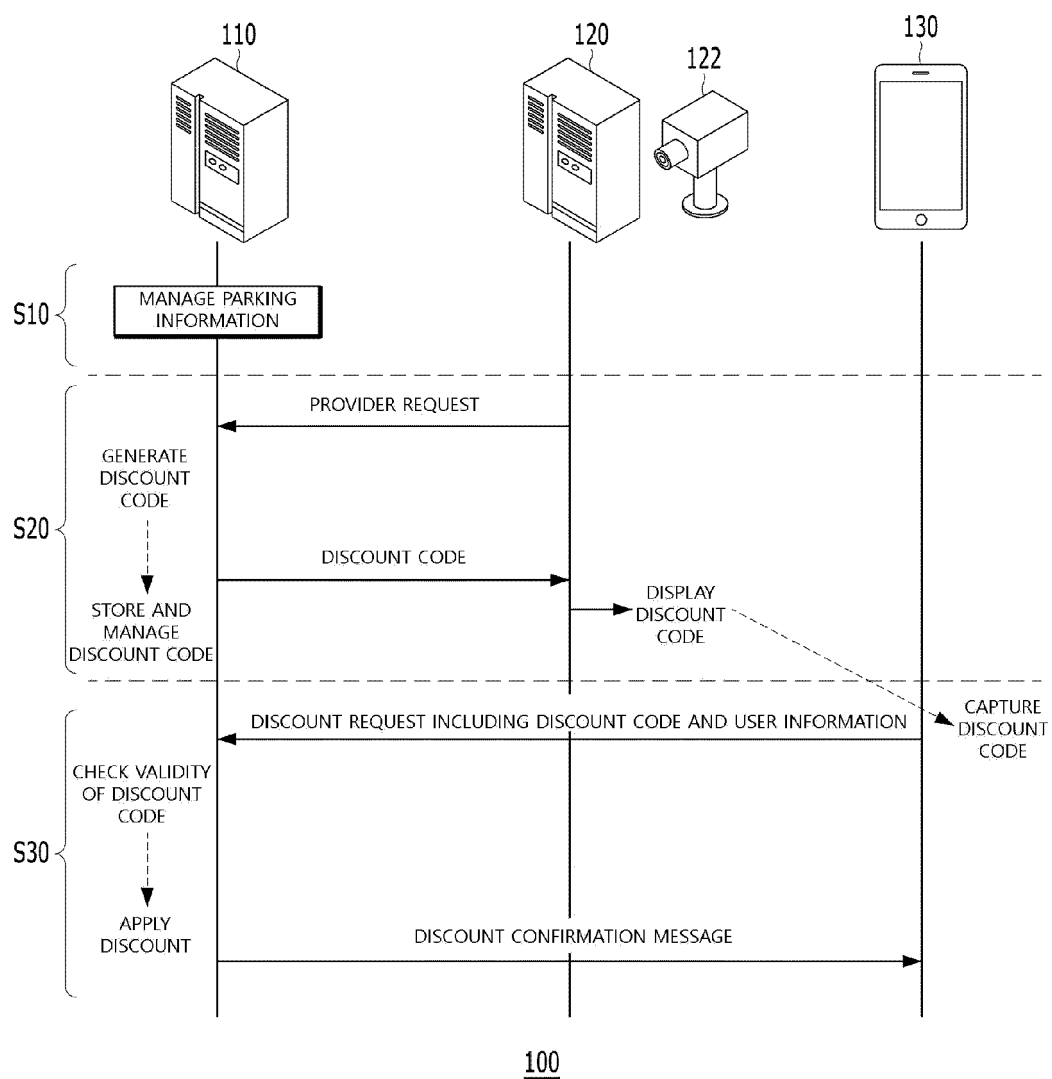 110
120
122
130
S10
MANAGE PARKING
INFORMATION
PROVIDER REQUEST
GENERATE
DISCOUNT
CODE
S20
DISCOUNT CODE
DISPLAY
DISCOUNT
CODE
STORE AND
MANAGE
DISCOUNT CODE
DISCOUNT REQUEST INCLUDING DISCOUNT CODE AND USER INFORMATION
CAPTURE
DISCOUNT
CODE
CHECK VALIDITY
OF DISCOUNT
CODE
S30
APPLY
DISCOUNT
DISCOUNT CONFIRMATION MESSAGE
100